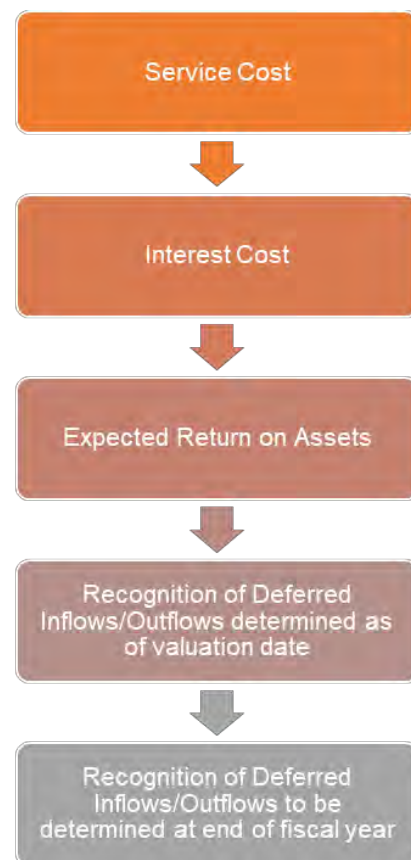 Service Cost
Interest Cost
Expected Return on Assets
Recognition of Deferred
Inflows/Outflows determined as
of valuation date
Recognition of Deferred
Inflows/Outflows to be
determined at end of fiscal year